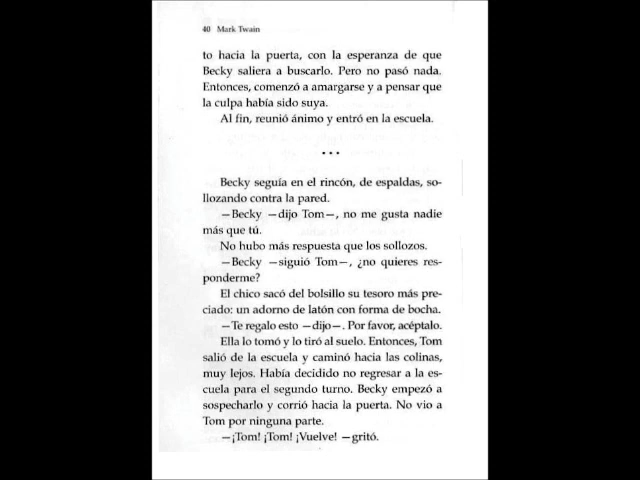 40 Mark Twain
to hacia la puerta, con la esperanza de que
Becky saliera a buscarlo. Pero no pasó nada.
Entonces, comenzó a amargarse y a pensar que
la culpa había sido suya.
Al fin, reunió ánimo y entró en la escuela.
•••
Becky seguía en el rincón, de espaldas, so-
llozando contra la pared.
—Becky —dijo Tom—, no me gusta nadie
más que tú.
No hubo más respuesta que los sollozos.
—Becky —siguió Tom—, ¿no quieres res-
ponderme?
El chico sacó del bolsillo su tesoro más pre-
ciado: un adorno de latón con forma de bocha.
—Te regalo esto —dijo—. Por favor, acéptalo.
Ella lo tomó y lo tiró al suelo. Entonces, Tom
salió de la escuela y caminó hacia las colinas,
muy lejos. Había decidido no regresar a la es-
cuela para el segundo turno. Becky empezó a
sospecharlo y corrió hacia la puerta. No vio a
Tom por ninguna parte.
—¡Tom! ¡Tom! ¡Vuelve! —gritó.